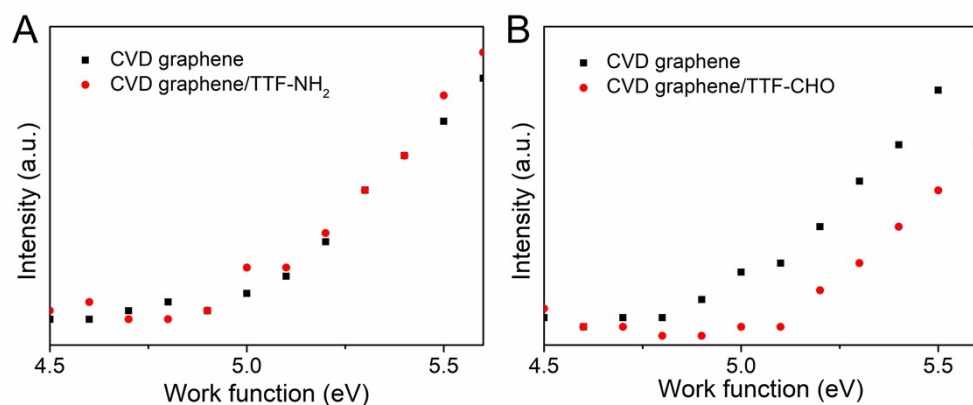 A
CVD graphene
CVD graphene/TTF-NH₂
Intensity (a.u.)
4.5 5.0 5.5
Work function (eV)
B
CVD graphene
CVD graphene/TTF-CHO
Intensity (a.u.)
4.5 5.0 5.5
Work function (eV)